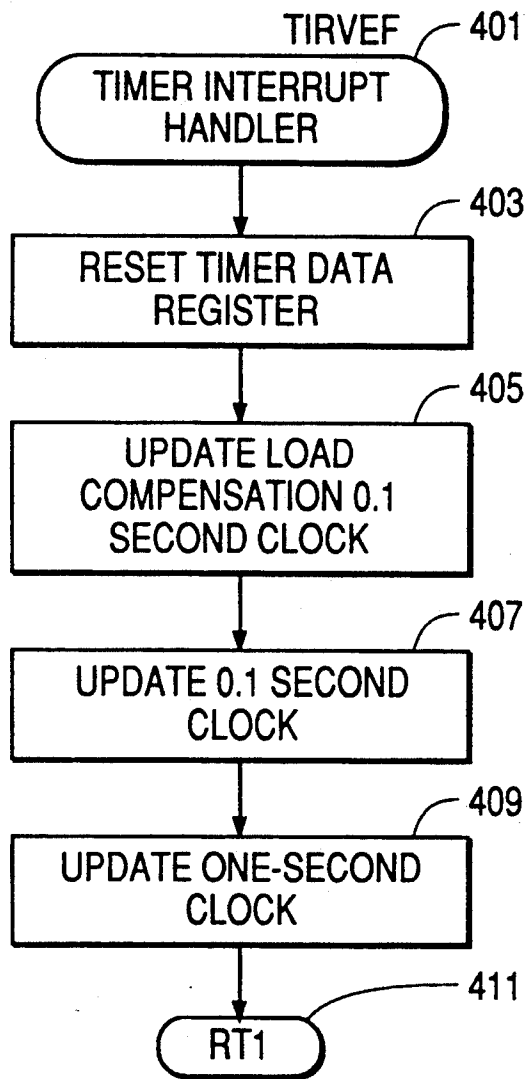 TIRVEF
401
TIMER INTERRUPT
HANDLER
403
RESET TIMER DATA
REGISTER
405
UPDATE LOAD
COMPENSATION 0.1
SECOND CLOCK
407
UPDATE 0.1 SECOND
CLOCK
409
UPDATE ONE-SECOND
CLOCK
411
RT1